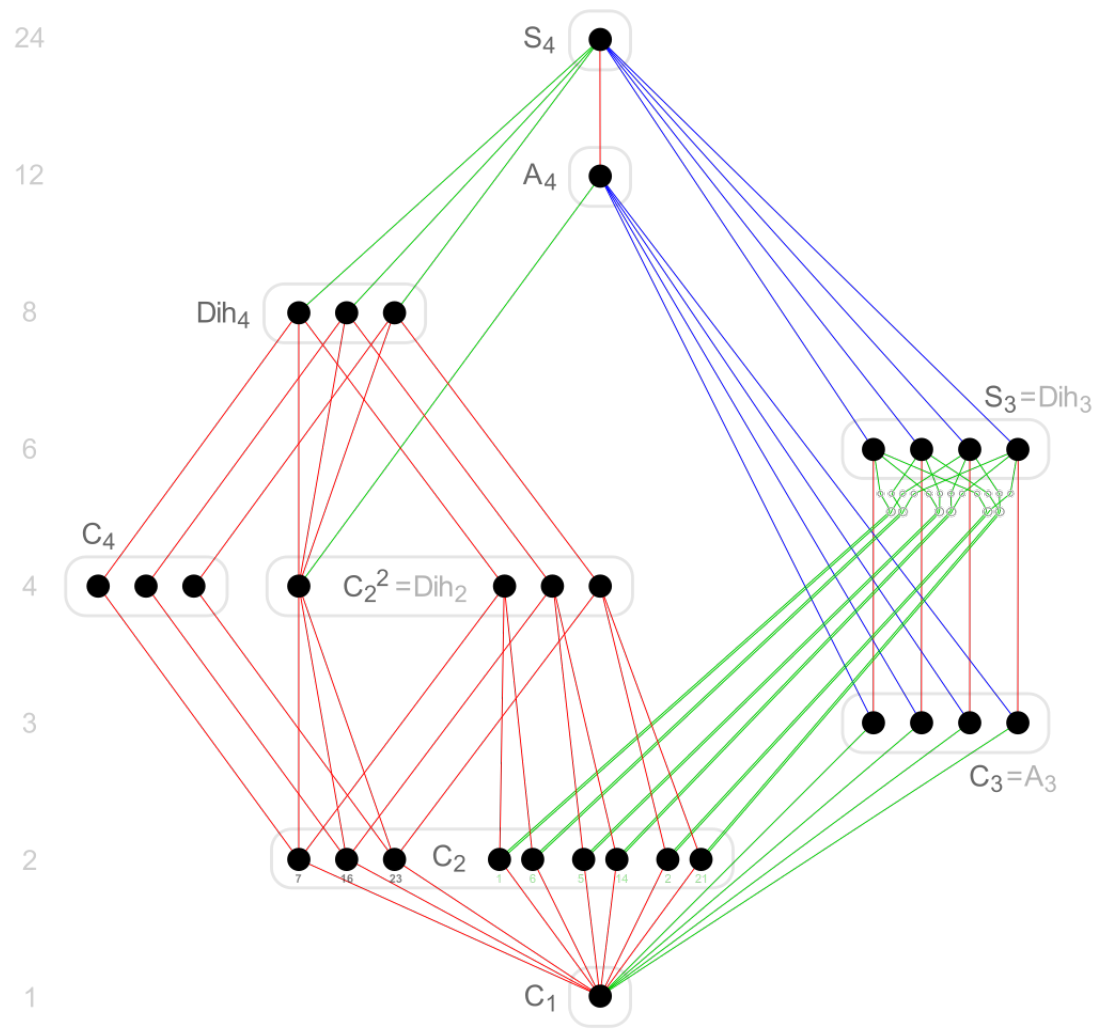 24
S₄
12
A₄
8
Dih₄
S₃=Dih₃
6
C₄
4
C₂²=Dih₂
3
C₃=A₃
2
C₂
7 16 23 1 6 5 14 2 21
1
C₁